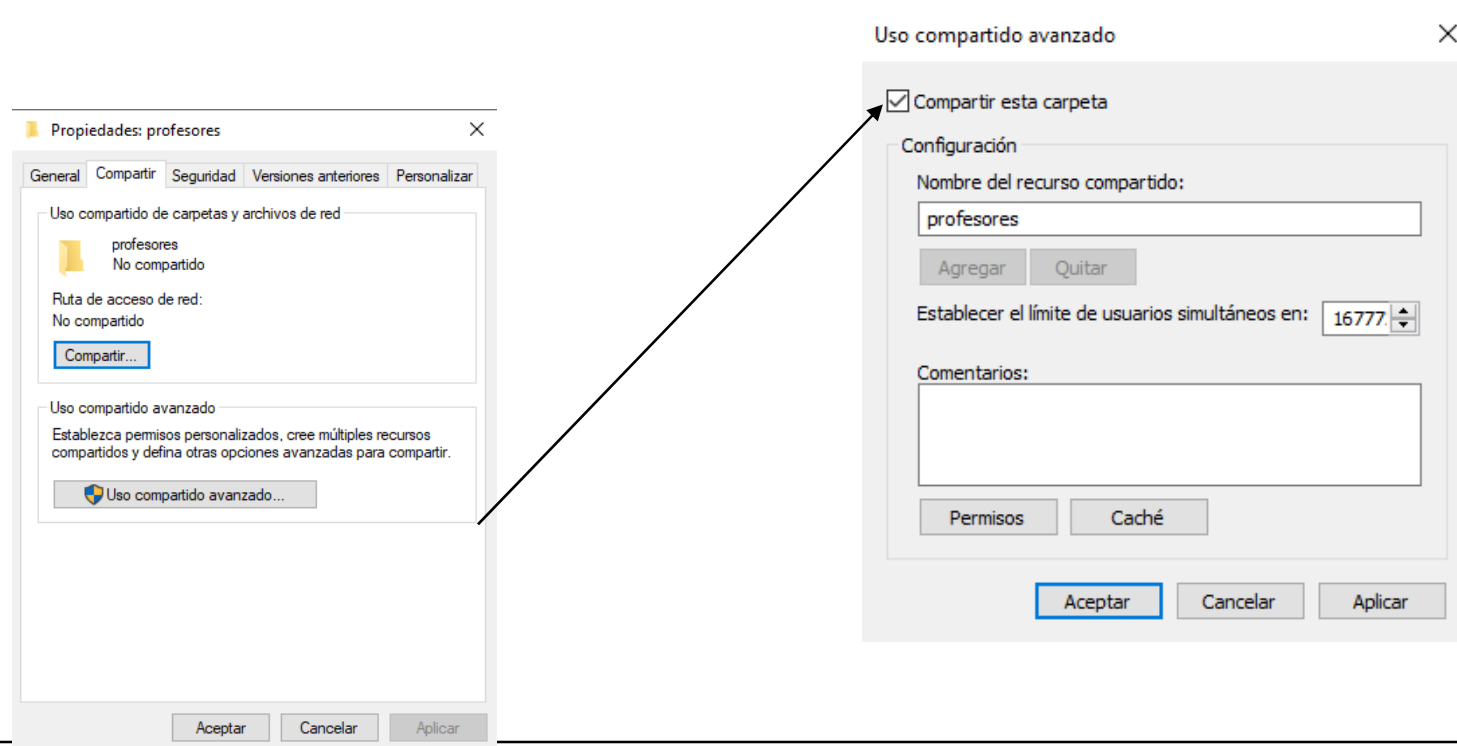 Propiedades: profesores
General Compartir Seguridad Versiones anteriores Personalizar
Uso compartido de carpetas y archivos de red
profesores
No compartido
Ruta de acceso de red:
No compartido
Compartir...
Uso compartido avanzado
Establezca permisos personalizados, cree múltiples recursos
compartidos y defina otras opciones avanzadas para compartir.
Uso compartido avanzado...
Aceptar Cancelar Aplicar
Uso compartido avanzado
Compartir esta carpeta
Configuración
Nombre del recurso compartido:
profesores
Agregar Quitar
Establecer el límite de usuarios simultáneos en: 16777
Comentarios:
Permisos Caché
Aceptar Cancelar Aplicar